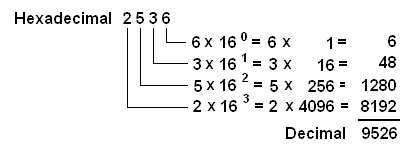 Hexadecimal 2 5 3 6
6 x 16 0 = 6 x 1 = 6
3 x 16 1 = 3 x 16 = 48
5 x 16 2 = 5 x 256 = 1280
2 x 16 3 = 2 x 4096 = 8192
Decimal 9526